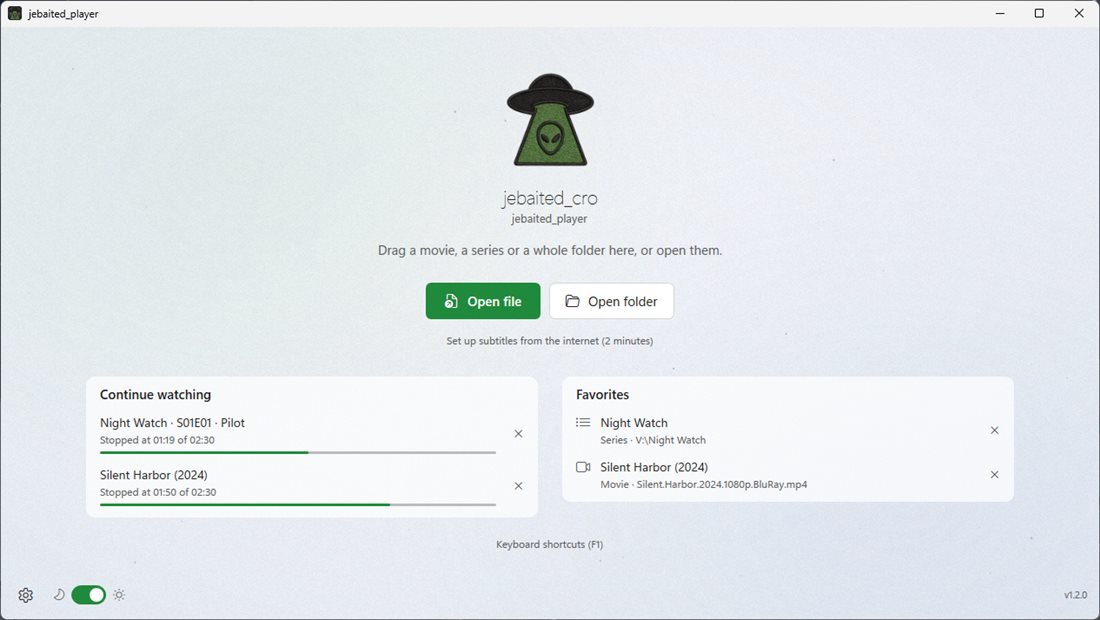 jebaited_player
jebaited_cro
jebaited_player
Drag a movie, a series or a whole folder here, or open them.
Open file
Open folder
Set up subtitles from the internet (2 minutes)
Continue watching
Night Watch · S01E01 · Pilot
Stopped at 01:19 of 02:30
Silent Harbor (2024)
Stopped at 01:50 of 02:30
Favorites
Night Watch
Series · V:\Night Watch
Silent Harbor (2024)
Movie · Silent.Harbor.2024.1080p.BluRay.mp4
Keyboard shortcuts (F1)
v1.2.0